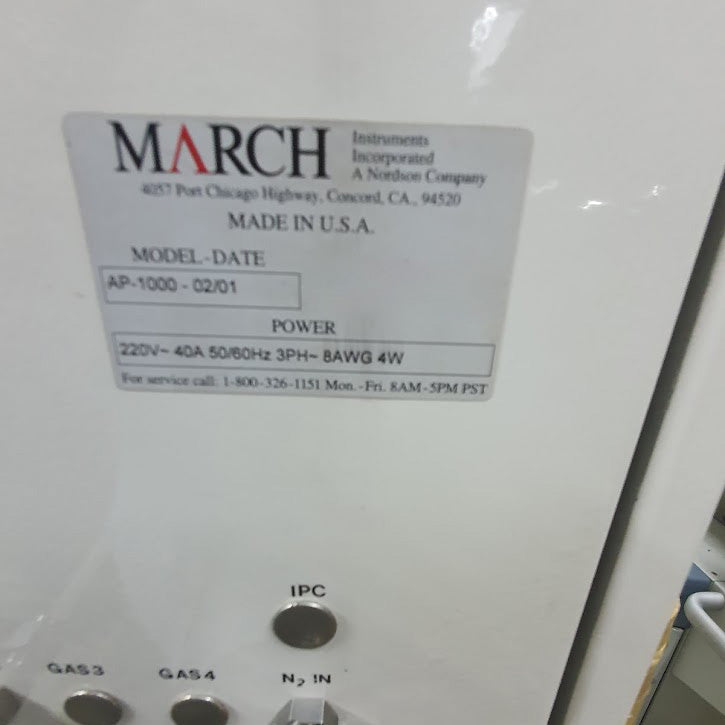 MARCH
Instruments
Incorporated
A Nordson Company
4057 Port Chicago Highway, Concord, CA., 94520
MADE IN U.S.A.
MODEL-DATE
AP-1000 - 02/01
POWER
220V~ 40A 50/60Hz 3PH~ 8AWG 4W
For service call: 1-800-326-1151 Mon.-Fri. 8AM-5PM PST
IPC
GAS3 GAS4 N₂ IN